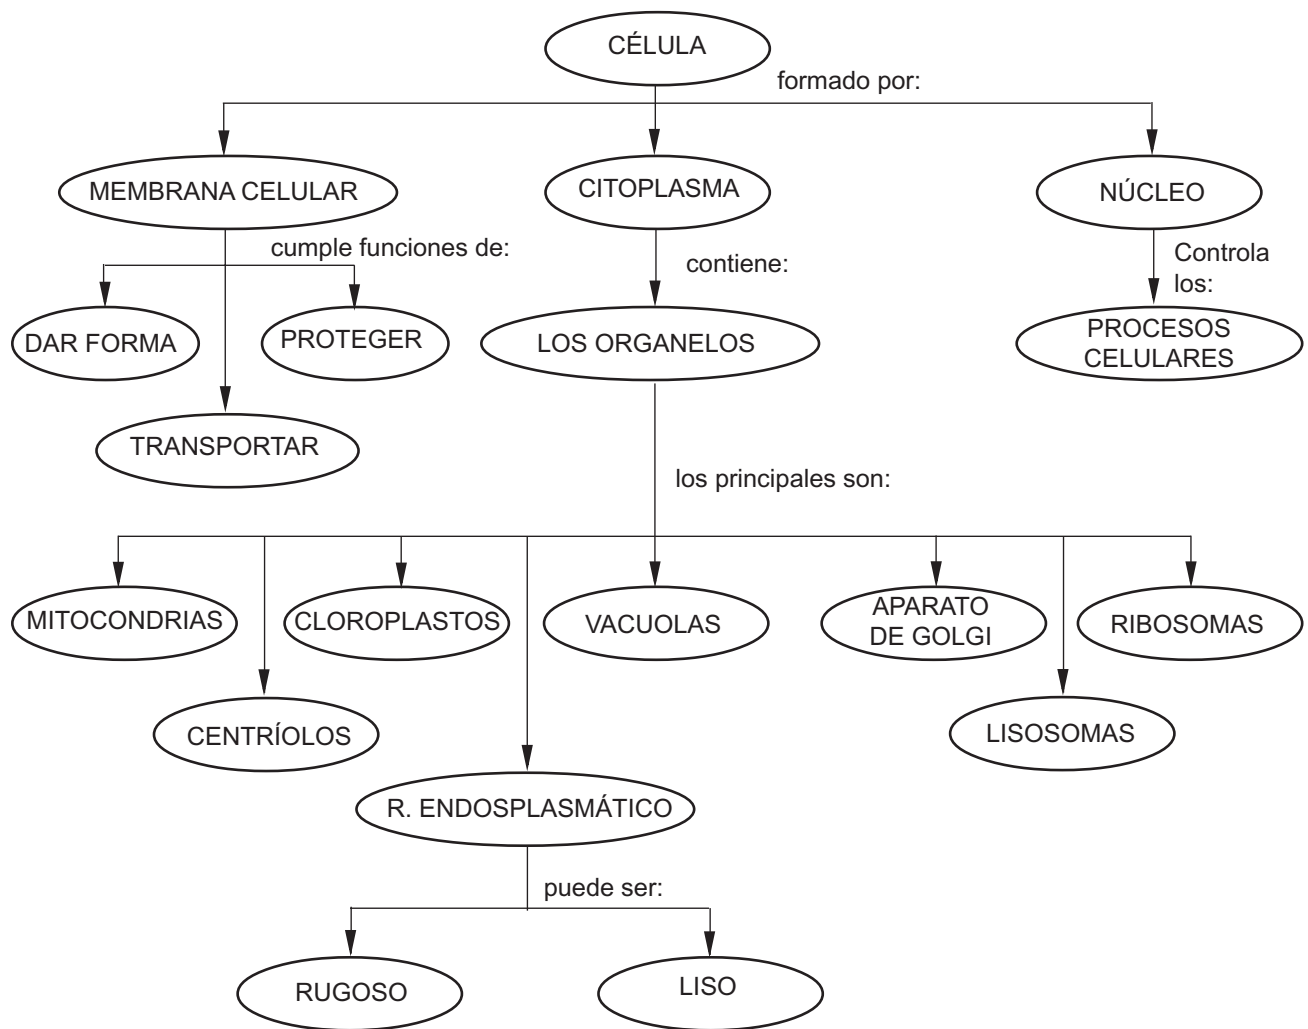 CÉLULA
formado por:
MEMBRANA CELULAR
CITOPLASMA
NÚCLEO
cumple funciones de:
contiene:
Controla
los:
DAR FORMA
PROTEGER
LOS ORGANELOS
PROCESOS
CELULARES
TRANSPORTAR
los principales son:
MITOCONDRIAS
CLOROPLASTOS
VACUOLAS
APARATO
DE GOLGI
RIBOSOMAS
CENTRÍOLOS
LISOSOMAS
R. ENDOSPLASMÁTICO
puede ser:
RUGOSO
LISO